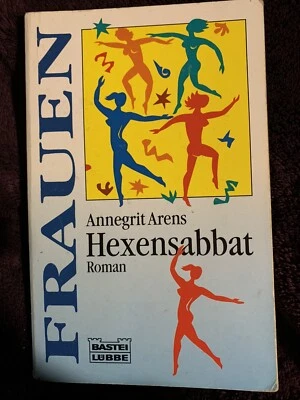 FRAUEN
Annegrit Arens
Hexensabbat
Roman
BASTEI
LÜBBE